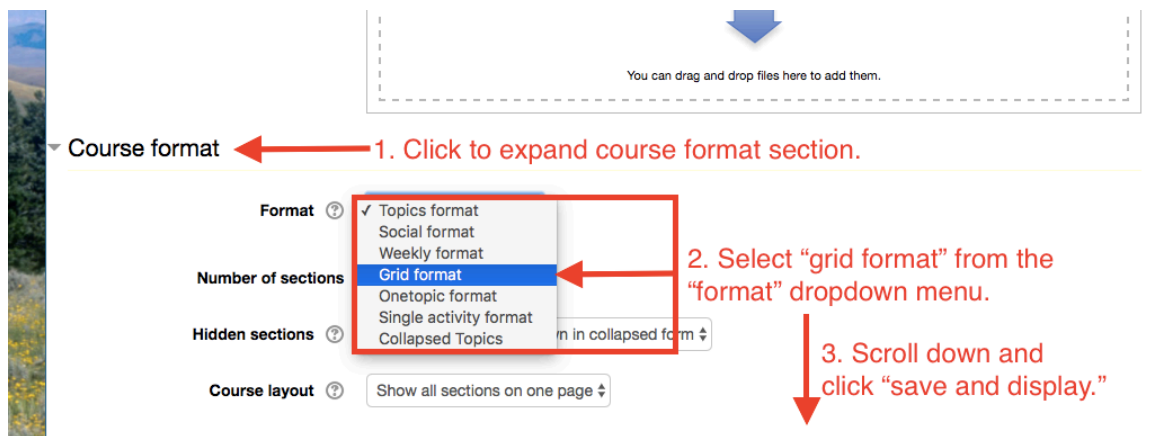 You can drag and drop files here to add them.
Course format
1. Click to expand course format section.
Format
✓ Topics format
Social format
Weekly format
Grid format
Onetopic format
Single activity format
Collapsed Topics
2. Select “grid format” from the
“format” dropdown menu.
Number of sections
Hidden sections
n in collapsed form
3. Scroll down and
click “save and display.”
Course layout
Show all sections on one page